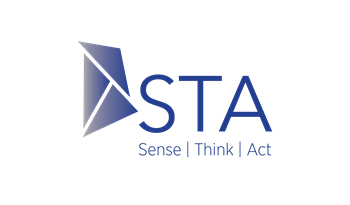 STA
Sense | Think | Act